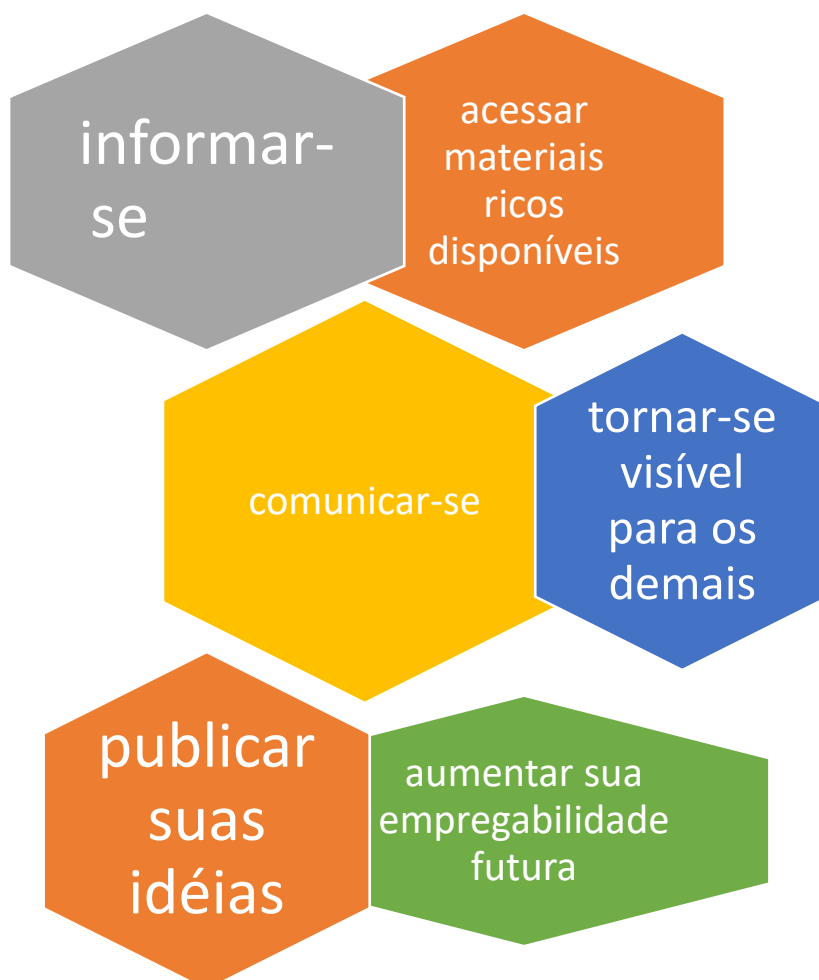 informar-
se
acessar
materiais
ricos
disponíveis
comunicar-se
tornar-se
visível
para os
demais
publicar
suas
idéias
aumentar sua
empregabilidade
futura